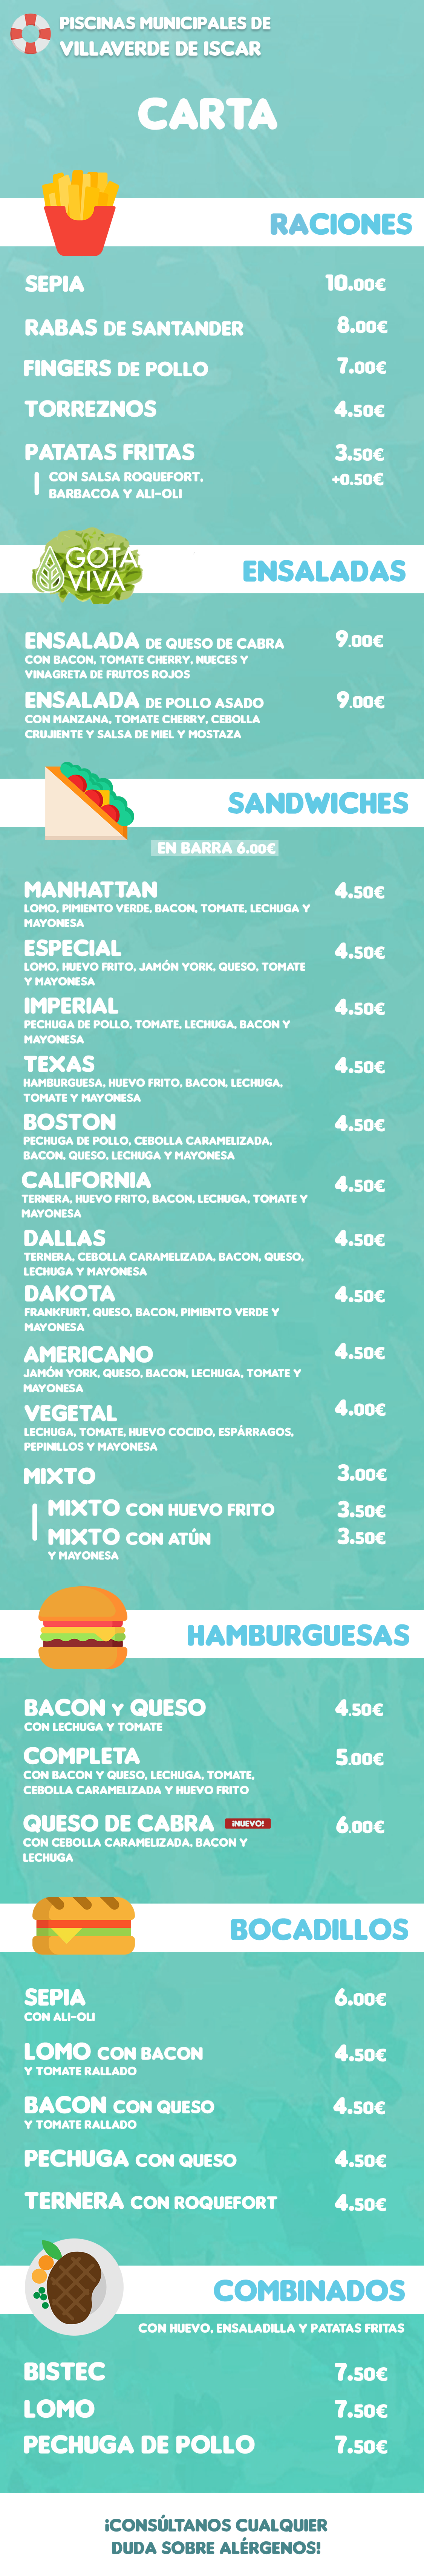 PISCINAS MUNICIPALES DE
VILLAVERDE DE ISCAR
CARTA
RACIONES
SEPIA 10.00€
RABAS DE SANTANDER 8.00€
FINGERS DE POLLO 7.00€
TORREZNOS 4.50€
PATATAS FRITAS 3.50€
CON SALSA ROQUEFORT, +0.50€
BARBACOA Y ALI-OLI
GOTA
VIVA
ENSALADAS
ENSALADA DE QUESO DE CABRA 9.00€
CON BACON, TOMATE CHERRY, NUECES Y
VINAGRETA DE FRUTOS ROJOS
ENSALADA DE POLLO ASADO 9.00€
CON MANZANA, TOMATE CHERRY, CEBOLLA
CRUJIENTE Y SALSA DE MIEL Y MOSTAZA
SANDWICHES
EN BARRA 6.00€
MANHATTAN 4.50€
LOMO, PIMIENTO VERDE, BACON, TOMATE, LECHUGA Y
MAYONESA
ESPECIAL 4.50€
LOMO, HUEVO FRITO, JAMÓN YORK, QUESO, TOMATE
Y MAYONESA
IMPERIAL 4.50€
PECHUGA DE POLLO, TOMATE, LECHUGA, BACON Y
MAYONESA
TEXAS 4.50€
HAMBURGUESA, HUEVO FRITO, BACON, LECHUGA,
TOMATE Y MAYONESA
BOSTON 4.50€
PECHUGA DE POLLO, CEBOLLA CARAMELIZADA,
BACON, QUESO, LECHUGA Y MAYONESA
CALIFORNIA 4.50€
TERNERA, HUEVO FRITO, BACON, LECHUGA, TOMATE Y
MAYONESA
DALLAS 4.50€
TERNERA, CEBOLLA CARAMELIZADA, BACON, QUESO,
LECHUGA Y MAYONESA
DAKOTA 4.50€
FRANKFURT, QUESO, BACON, PIMIENTO VERDE Y
MAYONESA
AMERICANO 4.50€
JAMÓN YORK, QUESO, BACON, LECHUGA, TOMATE Y
MAYONESA
VEGETAL 4.00€
LECHUGA, TOMATE, HUEVO COCIDO, ESPÁRRAGOS,
PEPINILLOS Y MAYONESA
MIXTO 3.00€
MIXTO CON HUEVO FRITO 3.50€
MIXTO CON ATÚN 3.50€
Y MAYONESA
HAMBURGUESAS
BACON Y QUESO 4.50€
CON LECHUGA Y TOMATE
COMPLETA 5.00€
CON BACON Y QUESO, LECHUGA, TOMATE,
CEBOLLA CARAMELIZADA Y HUEVO FRITO
QUESO DE CABRA ¡NUEVO! 6.00€
CON CEBOLLA CARAMELIZADA, BACON Y
LECHUGA
BOCADILLOS
SEPIA 6.00€
CON ALI-OLI
LOMO CON BACON 4.50€
Y TOMATE RALLADO
BACON CON QUESO 4.50€
Y TOMATE RALLADO
PECHUGA CON QUESO 4.50€
TERNERA CON ROQUEFORT 4.50€
COMBINADOS
CON HUEVO, ENSALADILLA Y PATATAS FRITAS
BISTEC 7.50€
LOMO 7.50€
PECHUGA DE POLLO 7.50€
¡CONSÚLTANOS CUALQUIER
DUDA SOBRE ALÉRGENOS!